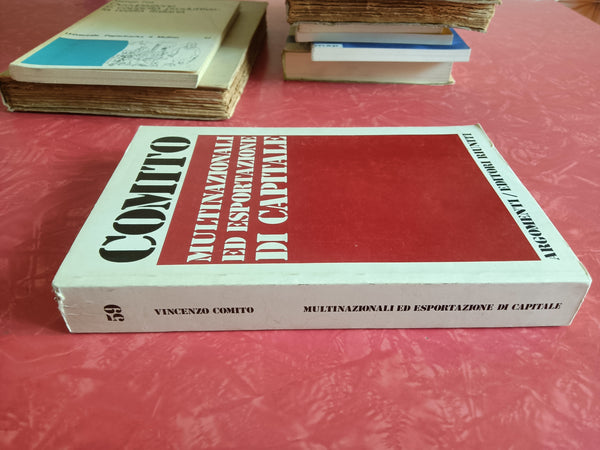 COMITO
MULTINAZIONALI
ED ESPORTAZIONE
DI CAPITALE
ARGOMENTI / EDITORI RIUNITI
59
VINCENZO COMITO
MULTINAZIONALI ED ESPORTAZIONE DI CAPITALE